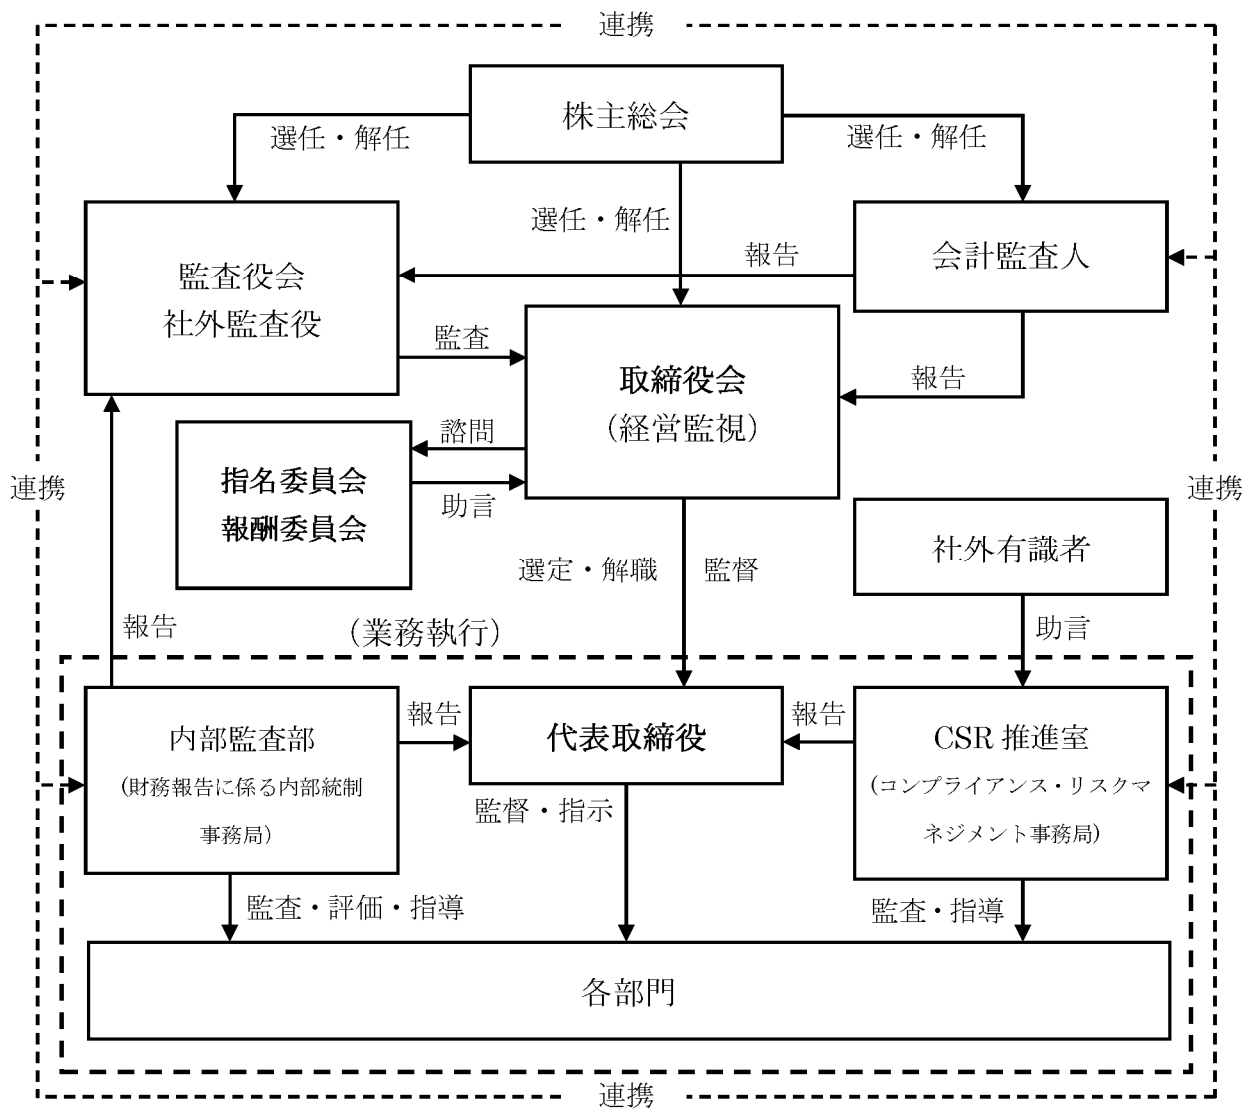 連携
株主総会
選任・解任
選任・解任
選任・解任
監査役会
社外監査役
会計監査人
報告
監査
取締役会
（経営監視）
報告
諮問
助言
指名委員会
報酬委員会
連携
連携
社外有識者
選定・解職
監督
助言
報告
（業務執行）
内部監査部
(財務報告に係る内部統制
事務局）
報告
代表取締役
報告
CSR 推進室
(コンプライアンス・リスクマ
ネジメント事務局)
監督・指示
監査・評価・指導
監査・指導
各部門
連携